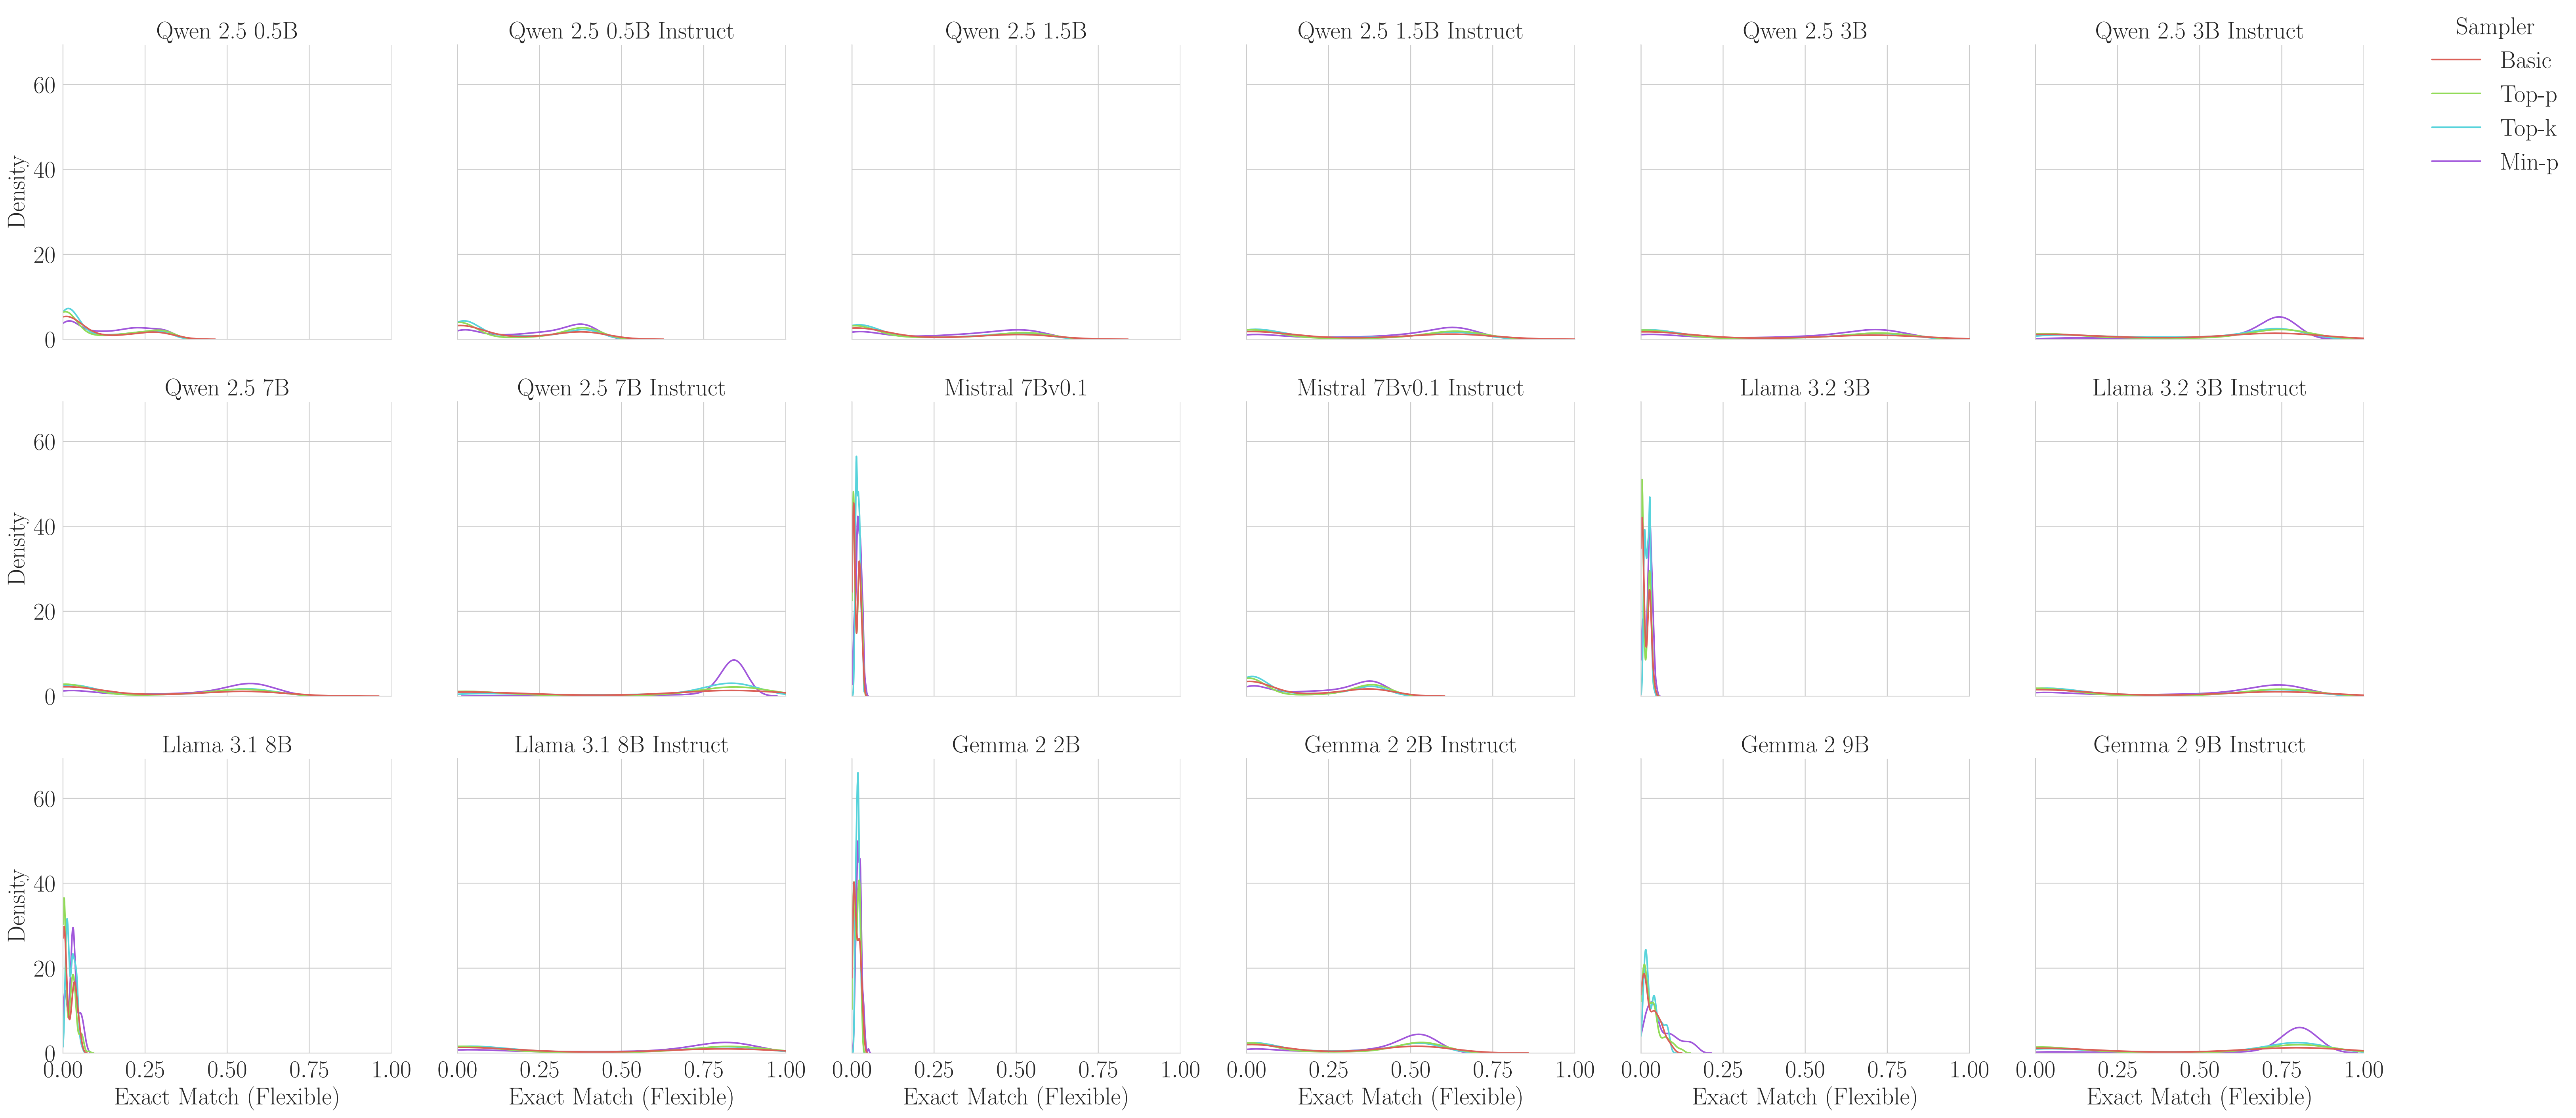 Qwen 2.5 0.5B
Qwen 2.5 0.5B Instruct
Qwen 2.5 1.5B
Qwen 2.5 1.5B Instruct
Qwen 2.5 3B
Qwen 2.5 3B Instruct
Sampler
Basic
Top-p
Top-k
Min-p
60
40
20
0
Density
Qwen 2.5 7B
Qwen 2.5 7B Instruct
Mistral 7Bv0.1
Mistral 7Bv0.1 Instruct
Llama 3.2 3B
Llama 3.2 3B Instruct
60
40
20
0
Density
Llama 3.1 8B
Llama 3.1 8B Instruct
Gemma 2 2B
Gemma 2 2B Instruct
Gemma 2 9B
Gemma 2 9B Instruct
60
40
20
0
Density
0.00 0.25 0.50 0.75 1.00
0.00 0.25 0.50 0.75 1.00
0.00 0.25 0.50 0.75 1.00
0.00 0.25 0.50 0.75 1.00
0.00 0.25 0.50 0.75 1.00
0.00 0.25 0.50 0.75 1.00
Exact Match (Flexible)
Exact Match (Flexible)
Exact Match (Flexible)
Exact Match (Flexible)
Exact Match (Flexible)
Exact Match (Flexible)